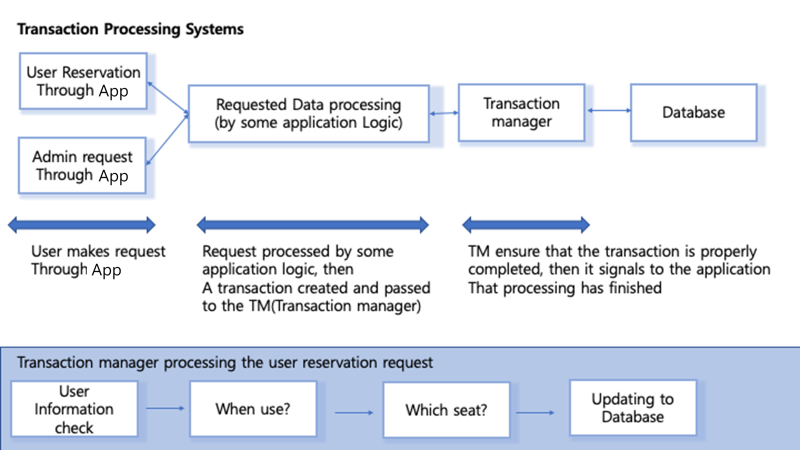 Transaction Processing Systems
User Reservation
Through App
Admin request
Through App
Requested Data processing
(by some application Logic)
Transaction
manager
Database
User makes request
Through App
Request processed by some
application logic, then
A transaction created and passed
to the TM(Transaction manager)
TM ensure that the transaction is properly
completed, then it signals to the application
That processing has finished
Transaction manager processing the user reservation request
User
Information
check
When use?
Which seat?
Updating to
Database